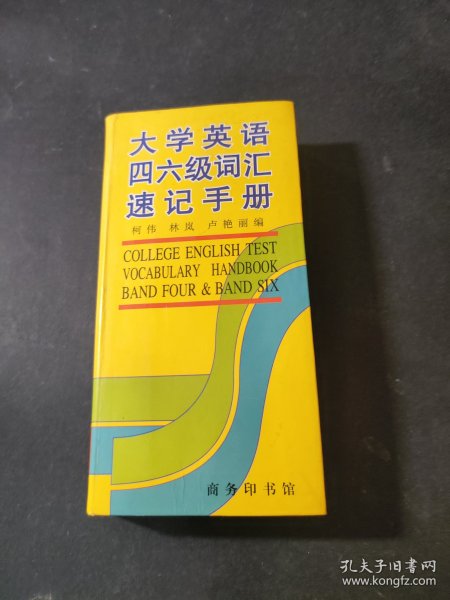 大学英语
四六级词汇
速记手册
柯伟 林岚 卢艳丽编
COLLEGE ENGLISH TEST
VOCABULARY HANDBOOK
BAND FOUR & BAND SIX
商务印书馆
孔夫子旧书网
www.kongfz.com